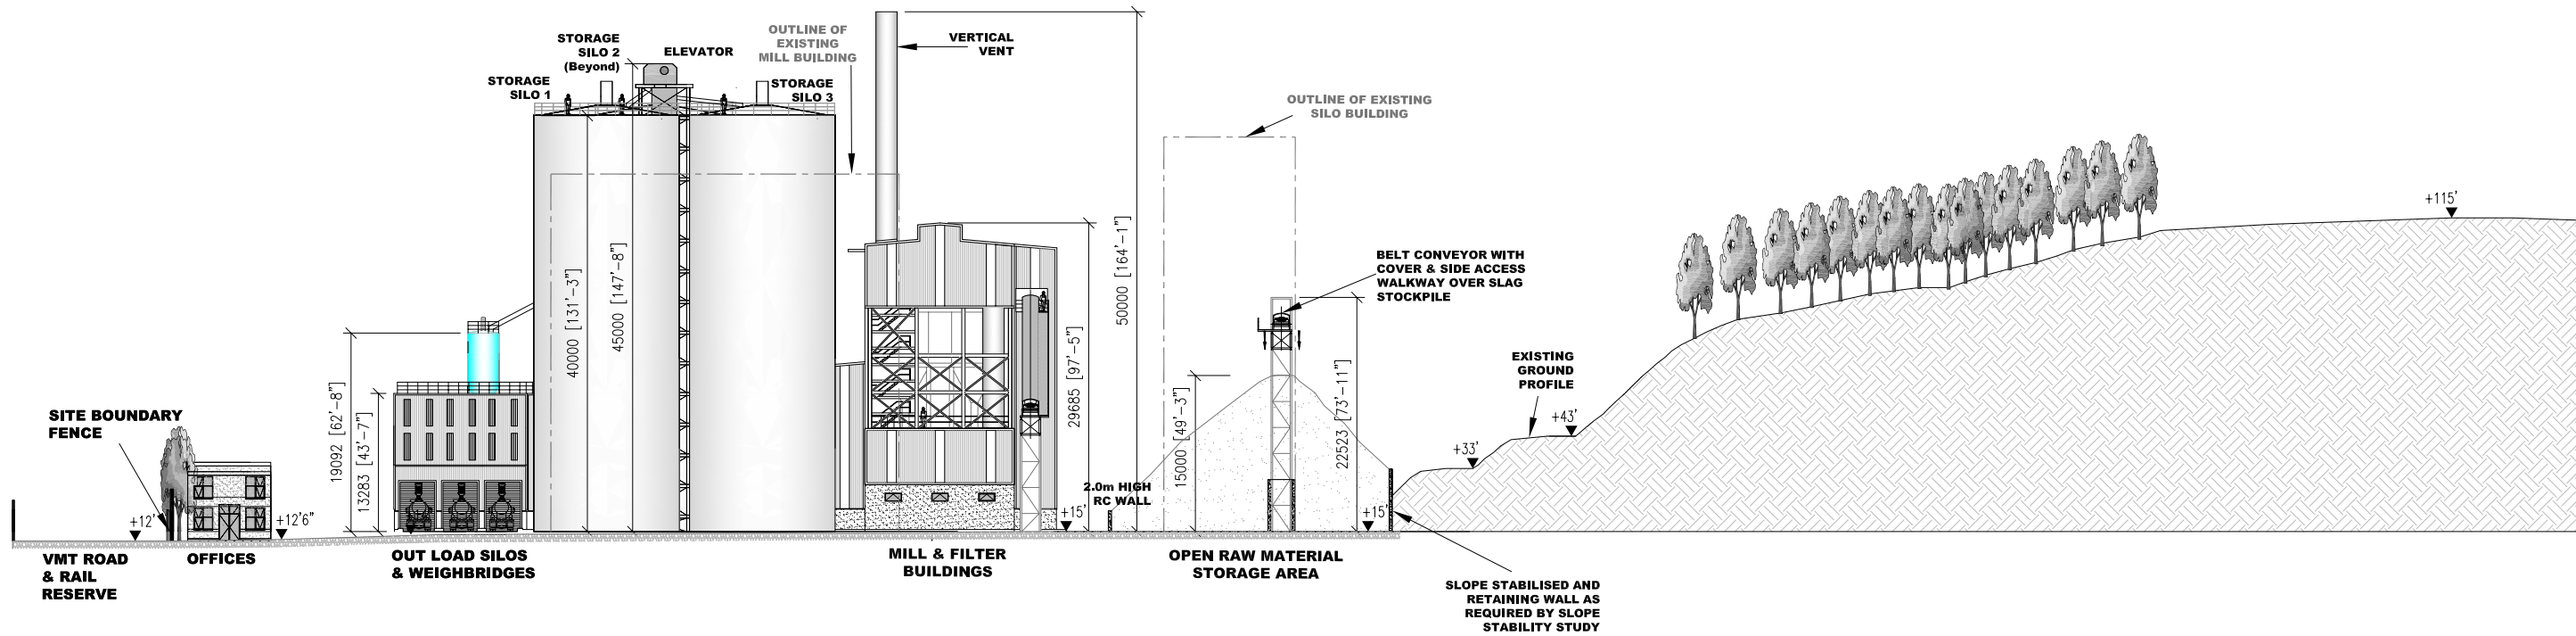 STORAGE
SILO 1
STORAGE
SILO 2
(Beyond)
ELEVATOR
STORAGE
SILO 3
OUTLINE OF
EXISTING
MILL BUILDING
VERTICAL
VENT
OUTLINE OF EXISTING
SILO BUILDING
BELT CONVEYOR WITH
COVER & SIDE ACCESS
WALKWAY OVER SLAG
STOCKPILE
EXISTING
GROUND
PROFILE
+115'
+43'
+33'
SITE BOUNDARY
FENCE
19092 [62'-8"]
13283 [43'-7"]
40000 [131'-3"]
45000 [147'-8"]
29685 [97'-5"]
50000 [164'-1"]
15000 [49'-3"]
22523 [73'-11"]
2.0m HIGH
RC WALL
+12'
+12'6"
+15'
+15'
VMT ROAD
& RAIL
RESERVE
OFFICES
OUT LOAD SILOS
& WEIGHBRIDGES
MILL & FILTER
BUILDINGS
OPEN RAW MATERIAL
STORAGE AREA
SLOPE STABILISED AND
RETAINING WALL AS
REQUIRED BY SLOPE
STABILITY STUDY